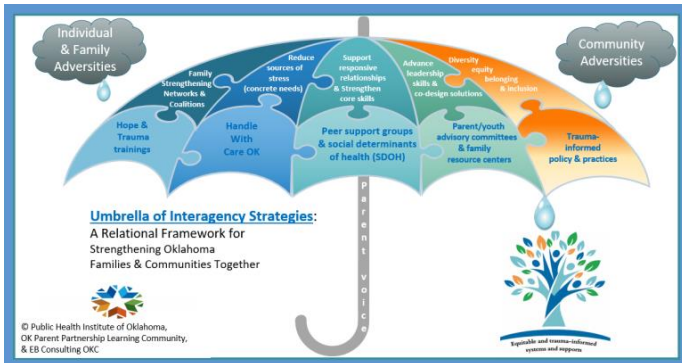 Individual
& Family
Adversities
Community
Adversities
Family
Strengthening
Networks &
Coalitions
Reduce
sources of
stress
(concrete needs)
Support
responsive
relationships
& Strengthen
core skills
Advance
leadership
skills &
co-design solutions
Diversity
equity
belonging
& inclusion
Hope &
Trauma
trainings
Handle
With
Care OK
Peer support groups
& social determinants
of health (SDOH)
Parent/youth
advisory committees
& family
resource centers
Trauma-
informed
policy & practices
Parent voice
Umbrella of Interagency Strategies:
A Relational Framework for
Strengthening Oklahoma
Families & Communities Together
© Public Health Institute of Oklahoma,
OK Parent Partnership Learning Community,
& EB Consulting OKC
Equitable and trauma-informed
systems and supports